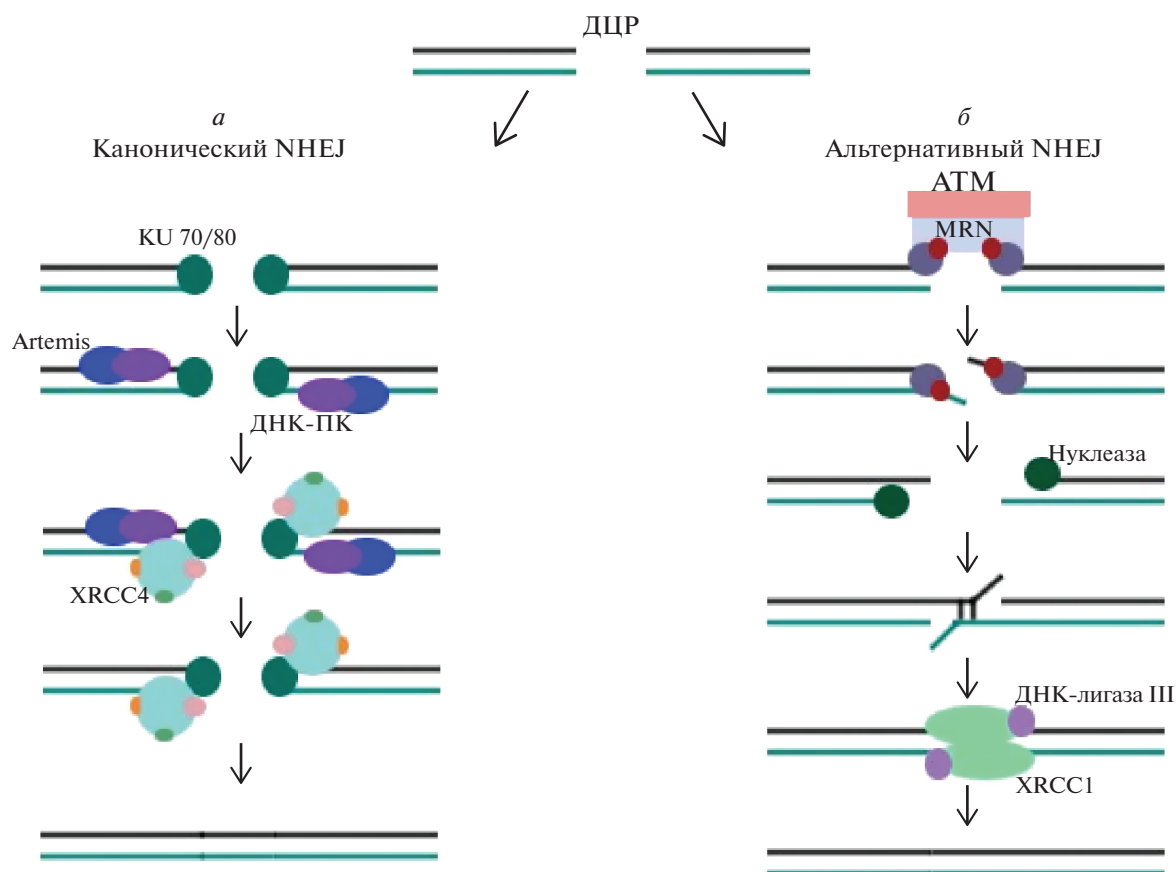 ДЦР
а
Канонический NHEJ
KU 70/80
Artemis
ДНК-ПК
XRCC4
б
Альтернативный NHEJ
ATM
MRN
Нуклеаза
ДНК-лигаза III
XRCC1